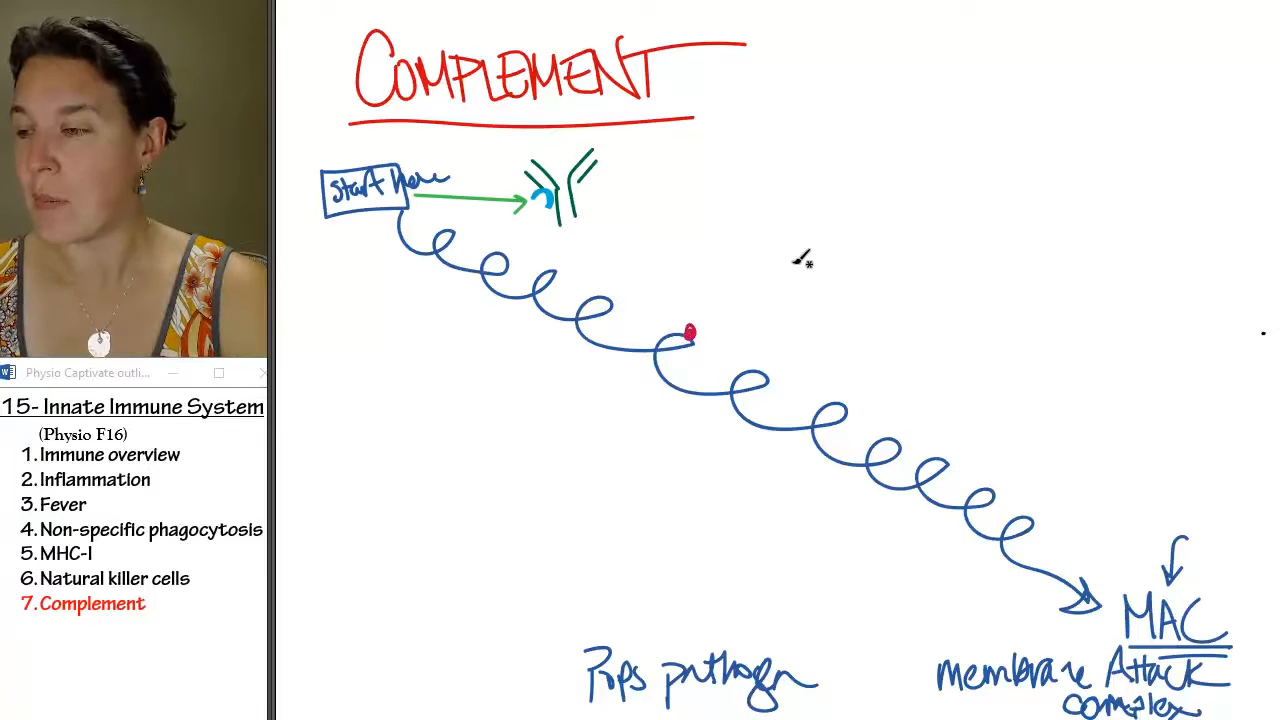 COMPLEMENT
start here
MAC
membrane Attack
complex
Pops pathogen
Physio Captivate outli...
15- Innate Immune System
(Physio F16)
1. Immune overview
2. Inflammation
3. Fever
4. Non-specific phagocytosis
5. MHC-I
6. Natural killer cells
7. Complement